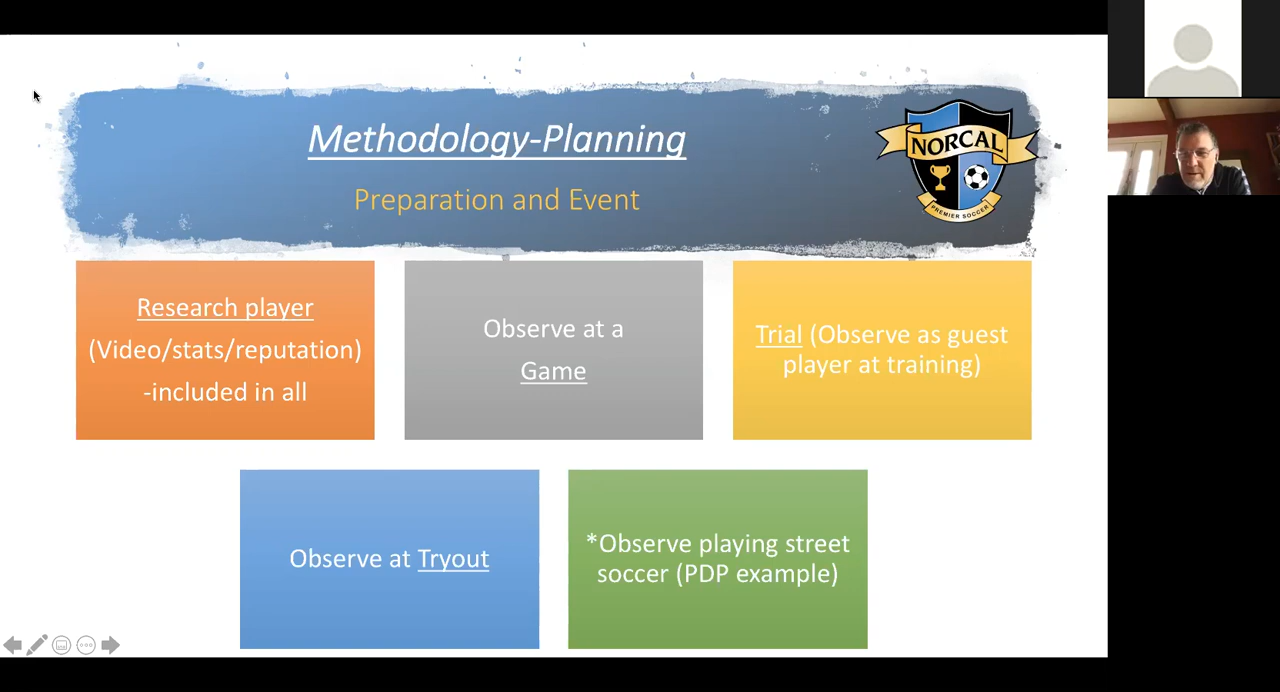 Methodology-Planning
Preparation and Event
NORCAL
PREMIER SOCCER
Research player
(Video/stats/reputation)
-included in all
Observe at a
Game
Trial (Observe as guest
player at training)
Observe at Tryout
*Observe playing street
soccer (PDP example)